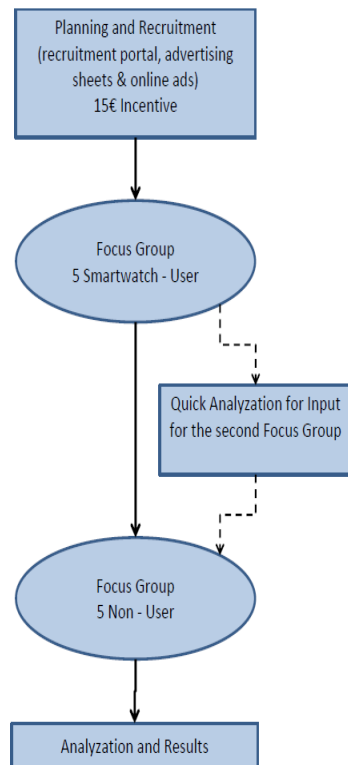 Planning and Recruitment
(recruitment portal, advertising
sheets & online ads)
15€ Incentive
Focus Group
5 Smartwatch - User
Quick Analyzation for Input
for the second Focus Group
Focus Group
5 Non - User
Analyzation and Results